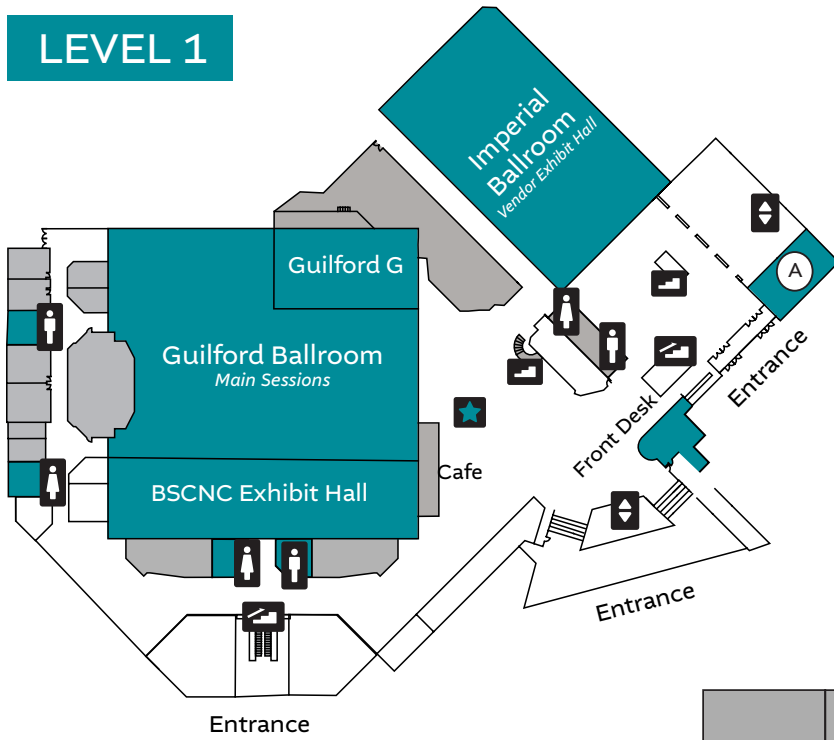 LEVEL 1
Imperial
Ballroom
Vendor Exhibit Hall
A
Guilford G
Guilford Ballroom
Main Sessions
Entrance
Front Desk
Cafe
BSCNC Exhibit Hall
Entrance
Entrance